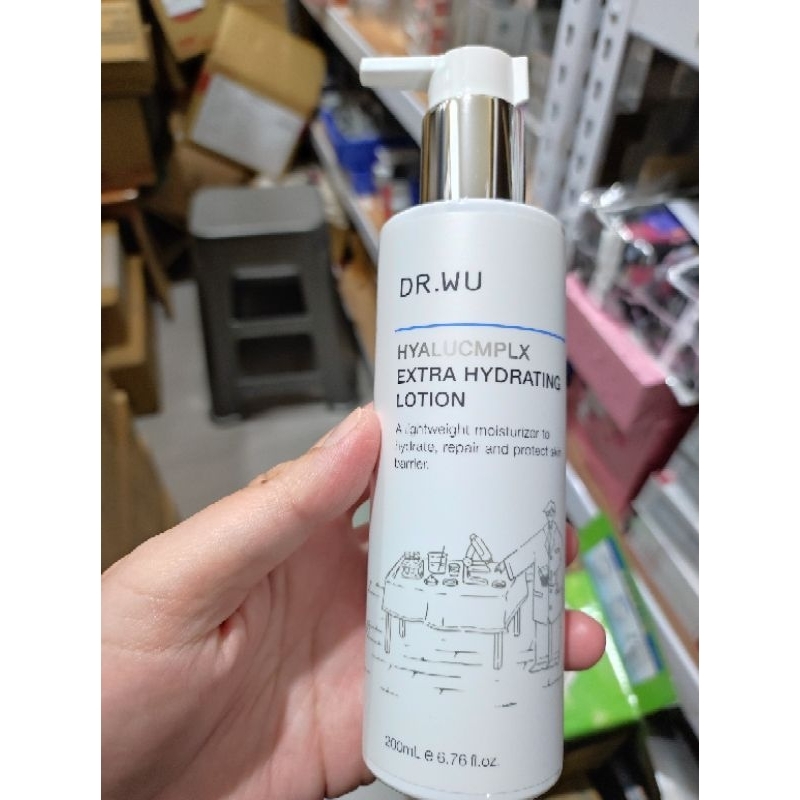 DR.WU
HYALUCMPLX
EXTRA HYDRATING
LOTION
A lightweight moisturizer to
hydrate, repair and protect skin
barrier.
200mL e 6.76 fl.oz.